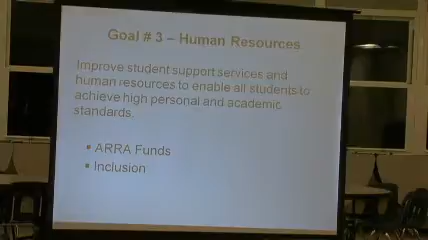 Goal # 3 – Human Resources
Improve student support services and
human resources to enable all students to
achieve high personal and academic
standards.
▪ ARRA Funds
▪ Inclusion